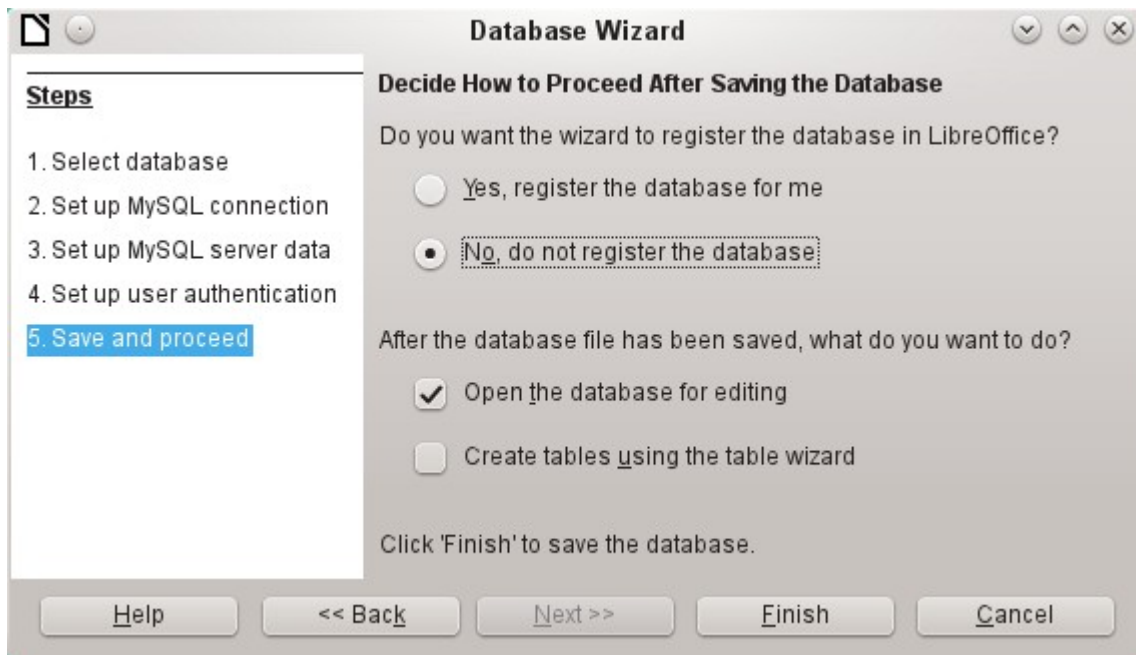 Database Wizard
Steps
1. Select database
2. Set up MySQL connection
3. Set up MySQL server data
4. Set up user authentication
5. Save and proceed
Decide How to Proceed After Saving the Database
Do you want the wizard to register the database in LibreOffice?
Yes, register the database for me
No, do not register the database
After the database file has been saved, what do you want to do?
Open the database for editing
Create tables using the table wizard
Click 'Finish' to save the database.
Help
<< Back
Next >>
Finish
Cancel